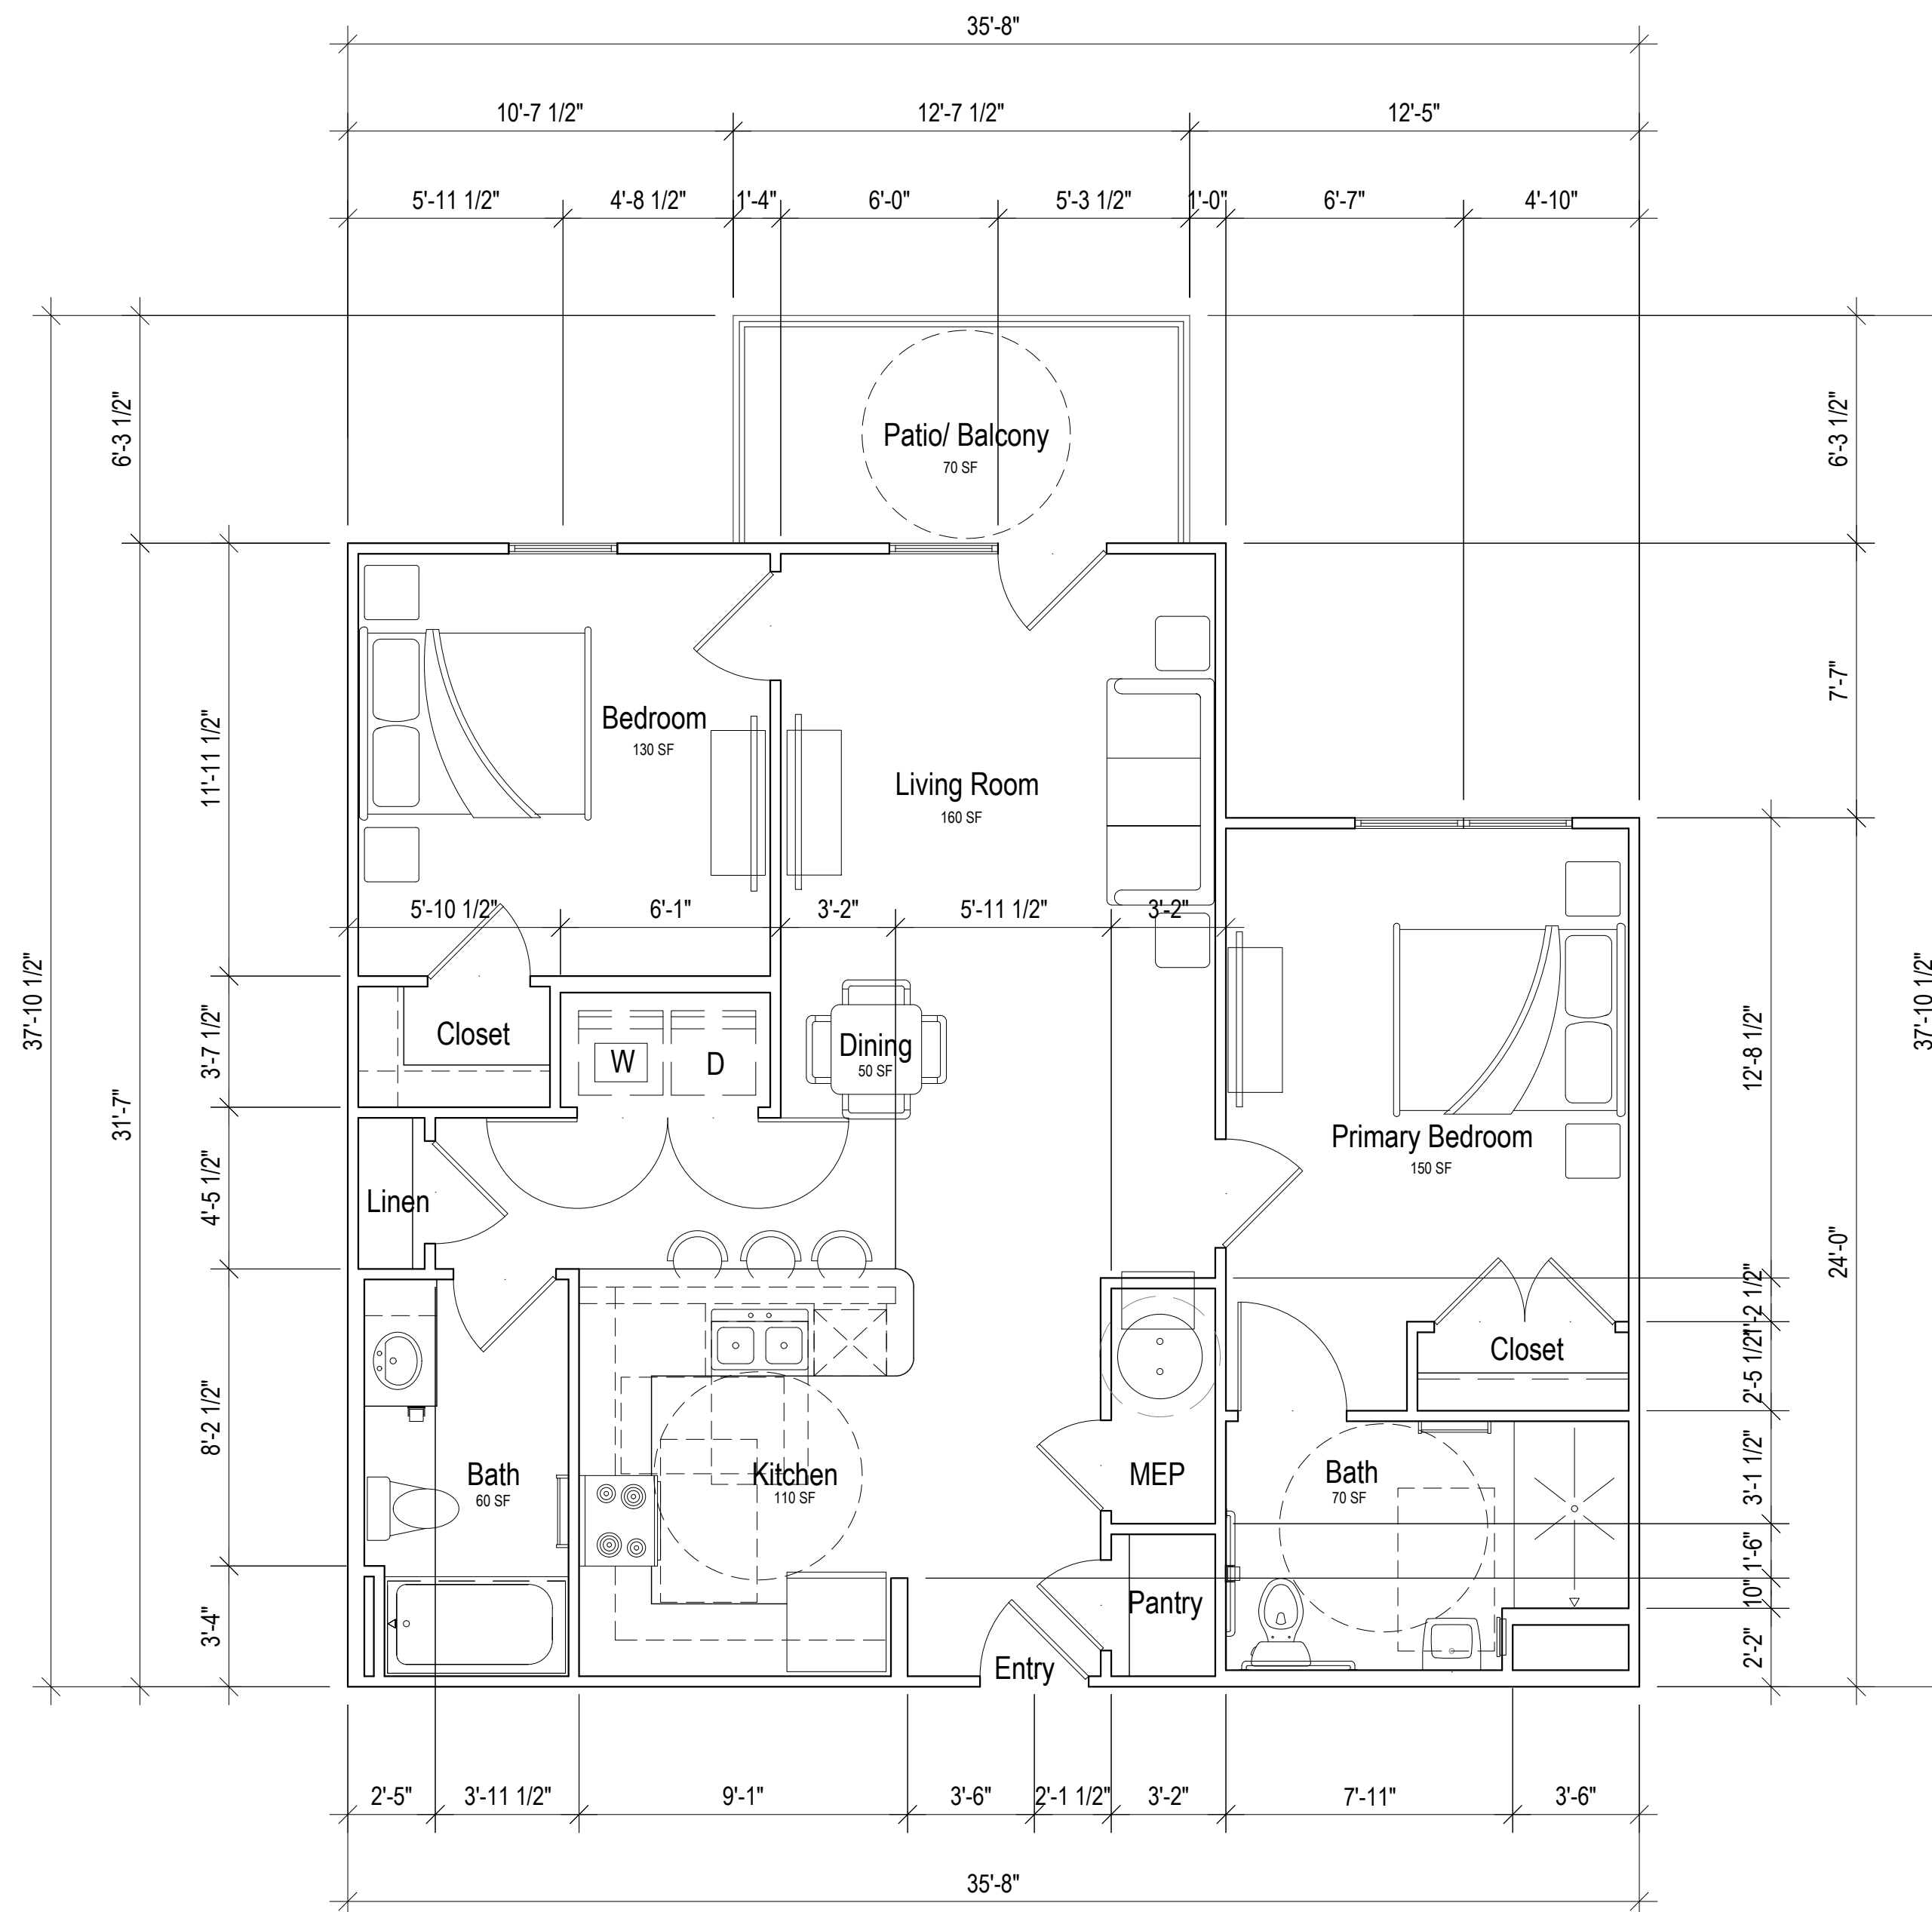 35'-8"
10'-7 1/2" 12'-7 1/2" 12'-5"
5'-11 1/2" 4'-8 1/2" 1'-4" 6'-0" 5'-3 1/2" 1'-0" 6'-7" 4'-10"
6'-3 1/2"
6'-3 1/2"
Patio/ Balcony
70 SF
11'-11 1/2"
7'-7"
Bedroom
130 SF
Living Room
160 SF
5'-10 1/2" 6'-1" 3'-2" 5'-11 1/2" 3'-2"
37'-10 1/2"
37'-10 1/2"
31'-7"
3'-7 1/2"
12'-8 1/2"
Closet
W
D
Dining
50 SF
Primary Bedroom
150 SF
4'-5 1/2"
Linen
24'-0"
1'-2 1/2"
2'-5 1/2"
Closet
8'-2 1/2"
Bath
60 SF
Kitchen
110 SF
MEP
Bath
70 SF
3'-1 1/2"
1'-6"
10"
3'-4"
Pantry
2'-2"
Entry
2'-5" 3'-11 1/2" 9'-1" 3'-6" 2'-1 1/2" 3'-2" 7'-11" 3'-6"
35'-8"